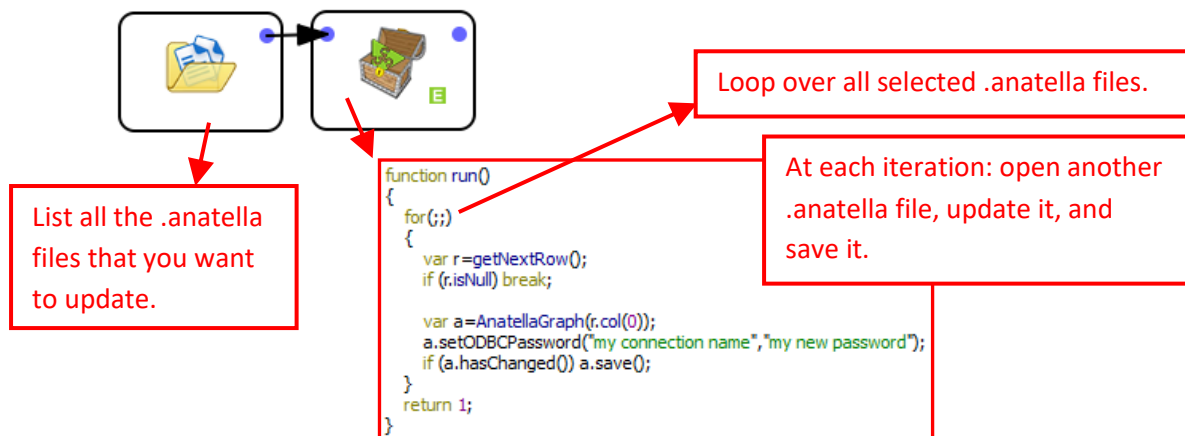 E
Loop over all selected .anatella files.
At each iteration: open another
.anatella file, update it, and
save it.
List all the .anatella
files that you want
to update.
function run()
{
for(;;)
{
var r=getNextRow();
if (r.isNull) break;
var a=AnatellaGraph(r.col(0));
a.setODBCPassword("my connection name","my new password");
if (a.hasChanged()) a.save();
}
return 1;
}